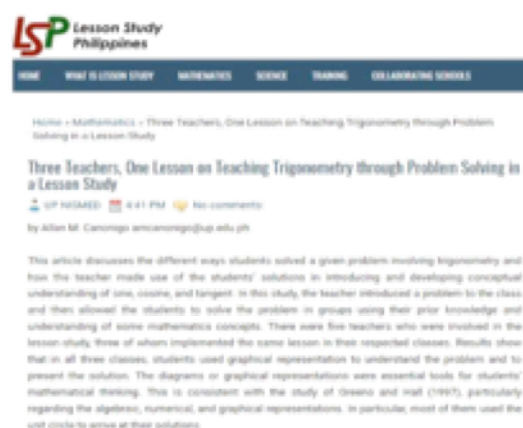 LSP Lesson Study
Philippines
HOME WHAT IS LESSON STUDY MATHEMATICS SCIENCE TRAINING COLLABORATING SCHOOLS
Home » Mathematics » Three Teachers, One Lesson on Teaching Trigonometry through Problem
Solving in a Lesson Study
Three Teachers, One Lesson on Teaching Trigonometry through Problem Solving in
a Lesson Study
UP NISMED 4:41 PM No comments
by Allan M. Canonigo amcanonigo@up.edu.ph
This article discusses the different ways students solved a given problem involving trigonometry and
how the teacher made use of the students' solutions in introducing and developing conceptual
understanding of sine, cosine, and tangent. In this study, the teacher introduced a problem to the class
and then allowed the students to solve the problem in groups using their prior knowledge and
understanding of some mathematics concepts. There were five teachers who were involved in the
lesson study, three of whom implemented the same lesson in their respected classes. Results show
that in all three classes, students used graphical representation to understand the problem and to
present the solution. The diagrams or graphical representations were essential tools for students'
mathematical thinking. This is consistent with the study of Greeno and Hall (1997), particularly
regarding the algebraic, numerical, and graphical representations. In particular, most of them used the
unit circle to arrive at their solutions.